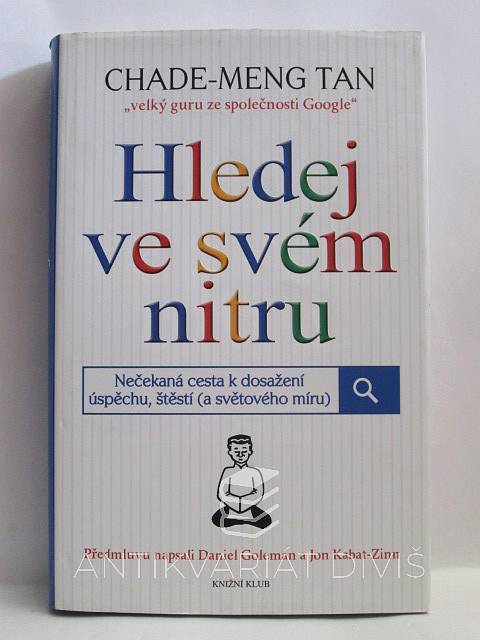 CHADE-MENG TAN
„velký guru ze společnosti Google“
Hledej
ve svém
nitru
Nečekaná cesta k dosažení
úspěchu, štěstí (a světového míru)
Předmluvu napsali Daniel Goleman a Jon Kabat-Zinn
ANTIKVARIÁT DIVIŠ
KNIŽNÍ KLUB